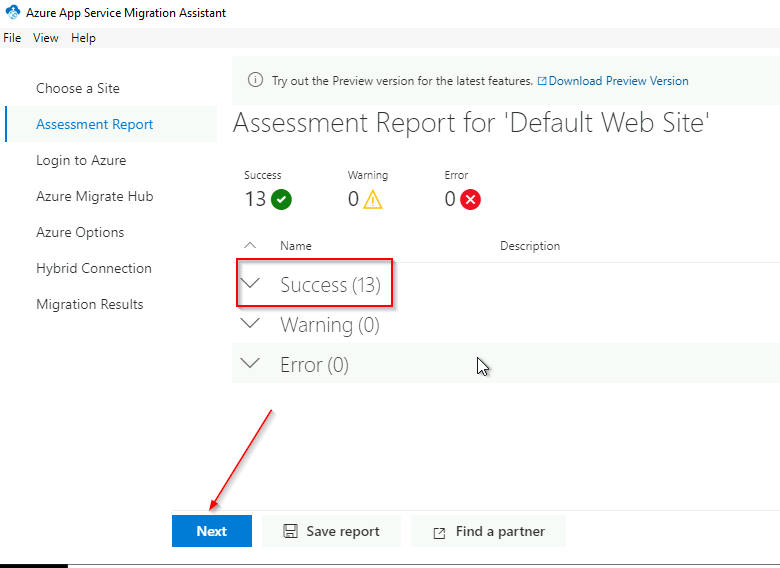 Azure App Service Migration Assistant
File View Help
Try out the Preview version for the latest features. Download Preview Version
Choose a Site
Assessment Report
Login to Azure
Azure Migrate Hub
Azure Options
Hybrid Connection
Migration Results
Assessment Report for 'Default Web Site'
Success Warning Error
13 0 0
Name Description
Success (13)
Warning (0)
Error (0)
Next Save report Find a partner